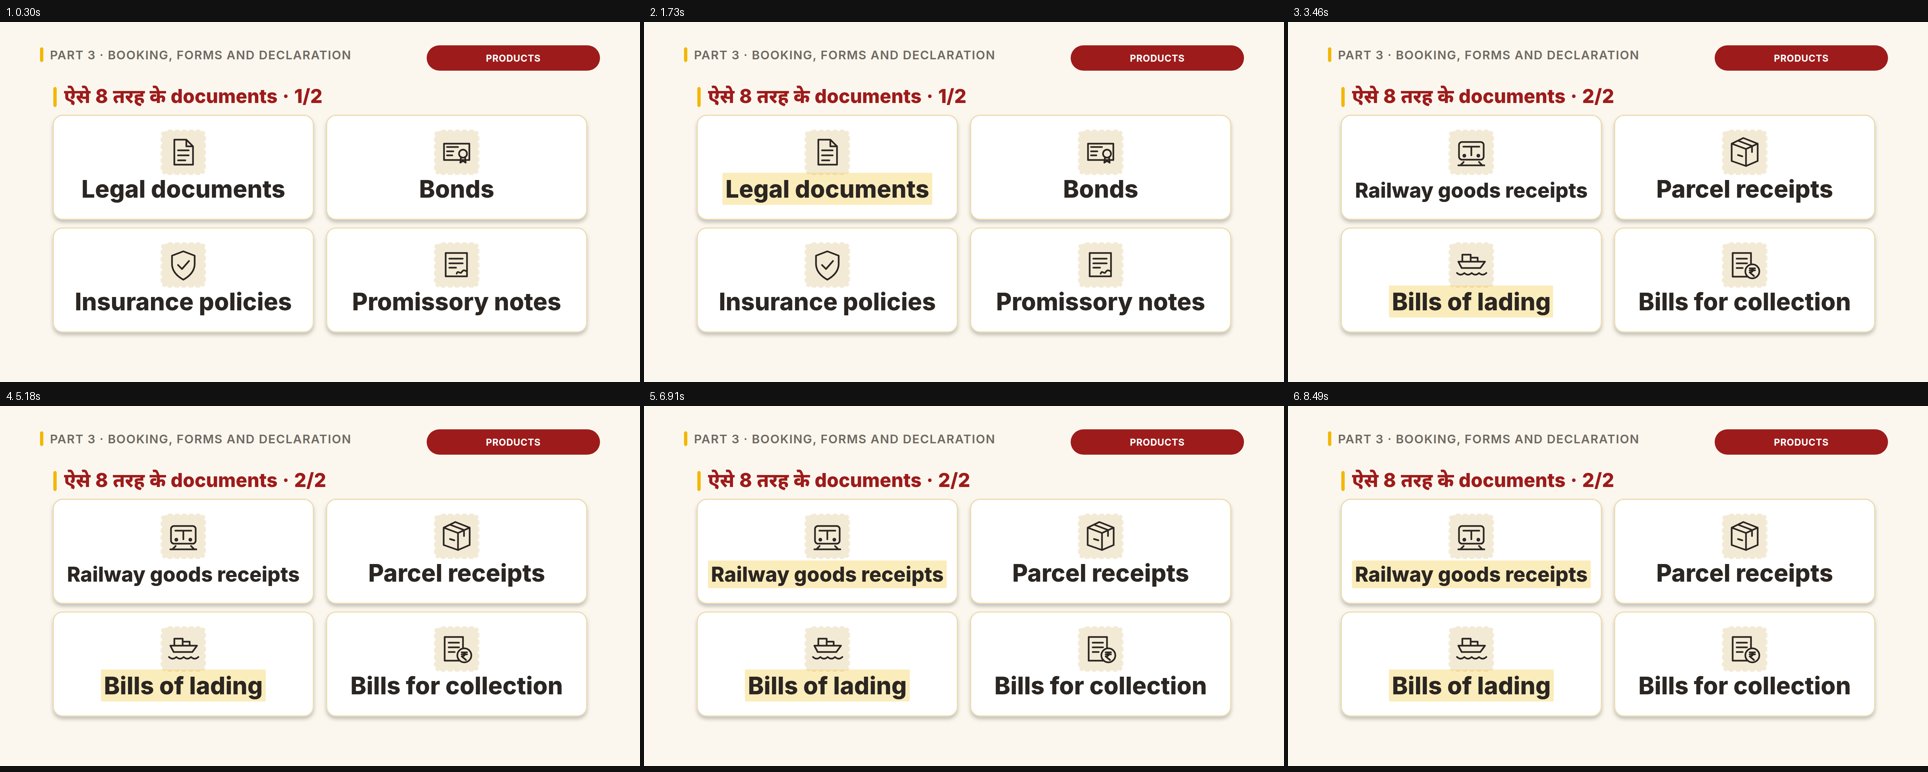 1. 0.30s
PART 3 · BOOKING, FORMS AND DECLARATION
PRODUCTS
ऐसे 8 तरह के documents · 1/2
Legal documents
Bonds
Insurance policies
Promissory notes
2. 1.73s
PART 3 · BOOKING, FORMS AND DECLARATION
PRODUCTS
ऐसे 8 तरह के documents · 1/2
Legal documents
Bonds
Insurance policies
Promissory notes
3. 3.46s
PART 3 · BOOKING, FORMS AND DECLARATION
PRODUCTS
ऐसे 8 तरह के documents · 2/2
Railway goods receipts
Parcel receipts
Bills of lading
Bills for collection
4. 5.18s
PART 3 · BOOKING, FORMS AND DECLARATION
PRODUCTS
ऐसे 8 तरह के documents · 2/2
Railway goods receipts
Parcel receipts
Bills of lading
Bills for collection
5. 6.91s
PART 3 · BOOKING, FORMS AND DECLARATION
PRODUCTS
ऐसे 8 तरह के documents · 2/2
Railway goods receipts
Parcel receipts
Bills of lading
Bills for collection
6. 8.49s
PART 3 · BOOKING, FORMS AND DECLARATION
PRODUCTS
ऐसे 8 तरह के documents · 2/2
Railway goods receipts
Parcel receipts
Bills of lading
Bills for collection